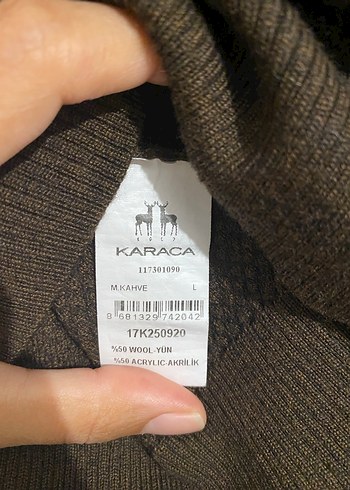 KARACA
117301090
M.KAHVE L
8 681329 742042
17K250920
%50 WOOL-YÜN
%50 ACRYLIC-AKRİLİK